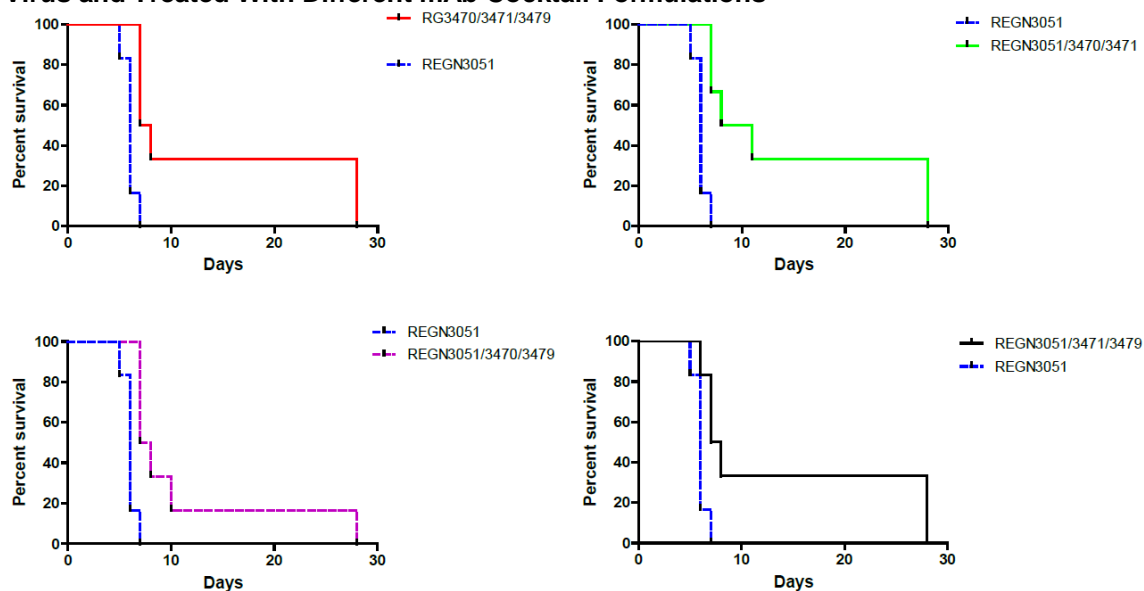 Virus and Treated With Different mAb Cocktail Formulations
RG3470/3471/3479
REGN3051
100
80
60
40
20
0
Percent survival
0 10 20 30
Days
REGN3051
REGN3051/3470/3471
100
80
60
40
20
0
Percent survival
0 10 20 30
Days
REGN3051
REGN3051/3470/3479
100
80
60
40
20
0
Percent survival
0 10 20 30
Days
REGN3051/3471/3479
REGN3051
100
80
60
40
20
0
Percent survival
0 10 20 30
Days